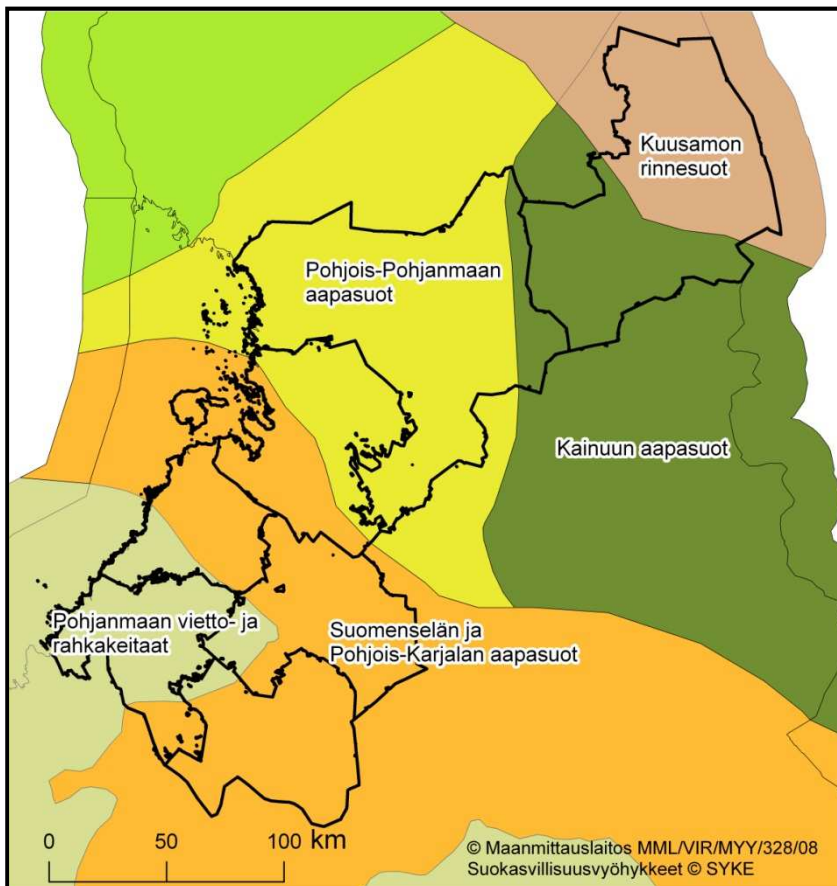 Kuusamon
rinnesuot
Pohjois-Pohjanmaan
aapasuot
Kainuun aapasuot
Pohjanmaan vietto- ja
rahkakeitaat
Suomenselän ja
Pohjois-Karjalan aapasuot
0 50 100 km
© Maanmittauslaitos MML/VIR/MYY/328/08
Suokasvillisuusvyöhykkeet © SYKE